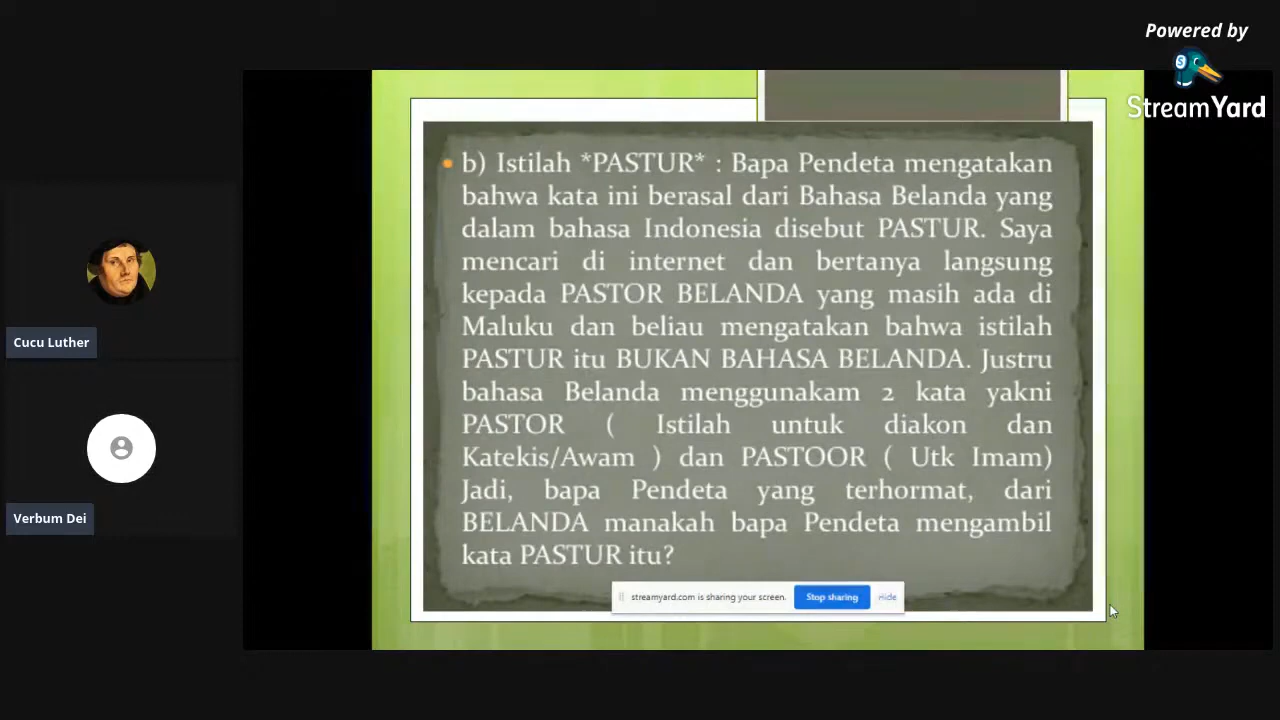 Powered by
StreamYard
b) Istilah *PASTUR* : Bapa Pendeta mengatakan
bahwa kata ini berasal dari Bahasa Belanda yang
dalam bahasa Indonesia disebut PASTUR. Saya
mencari di internet dan bertanya langsung
kepada PASTOR BELANDA yang masih ada di
Maluku dan beliau mengatakan bahwa istilah
PASTUR itu BUKAN BAHASA BELANDA. Justru
bahasa Belanda menggunakam 2 kata yakni
PASTOR ( Istilah untuk diakon dan
Katekis/Awam ) dan PASTOOR ( Utk Imam)
Jadi, bapa Pendeta yang terhormat, dari
BELANDA manakah bapa Pendeta mengambil
kata PASTUR itu?
streamyard.com is sharing your screen. Stop sharing Hide
Cucu Luther
Verbum Dei